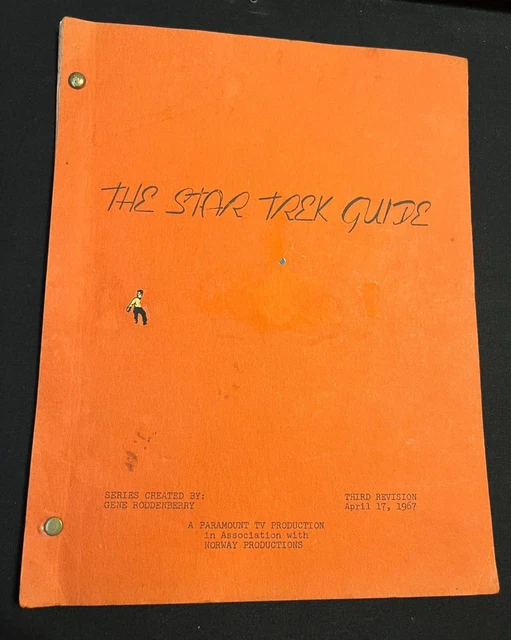 THE STAR TREK GUIDE
SERIES CREATED BY:
GENE RODDENBERRY
THIRD REVISION
April 17, 1967
A PARAMOUNT TV PRODUCTION
in Association with
NORWAY PRODUCTIONS